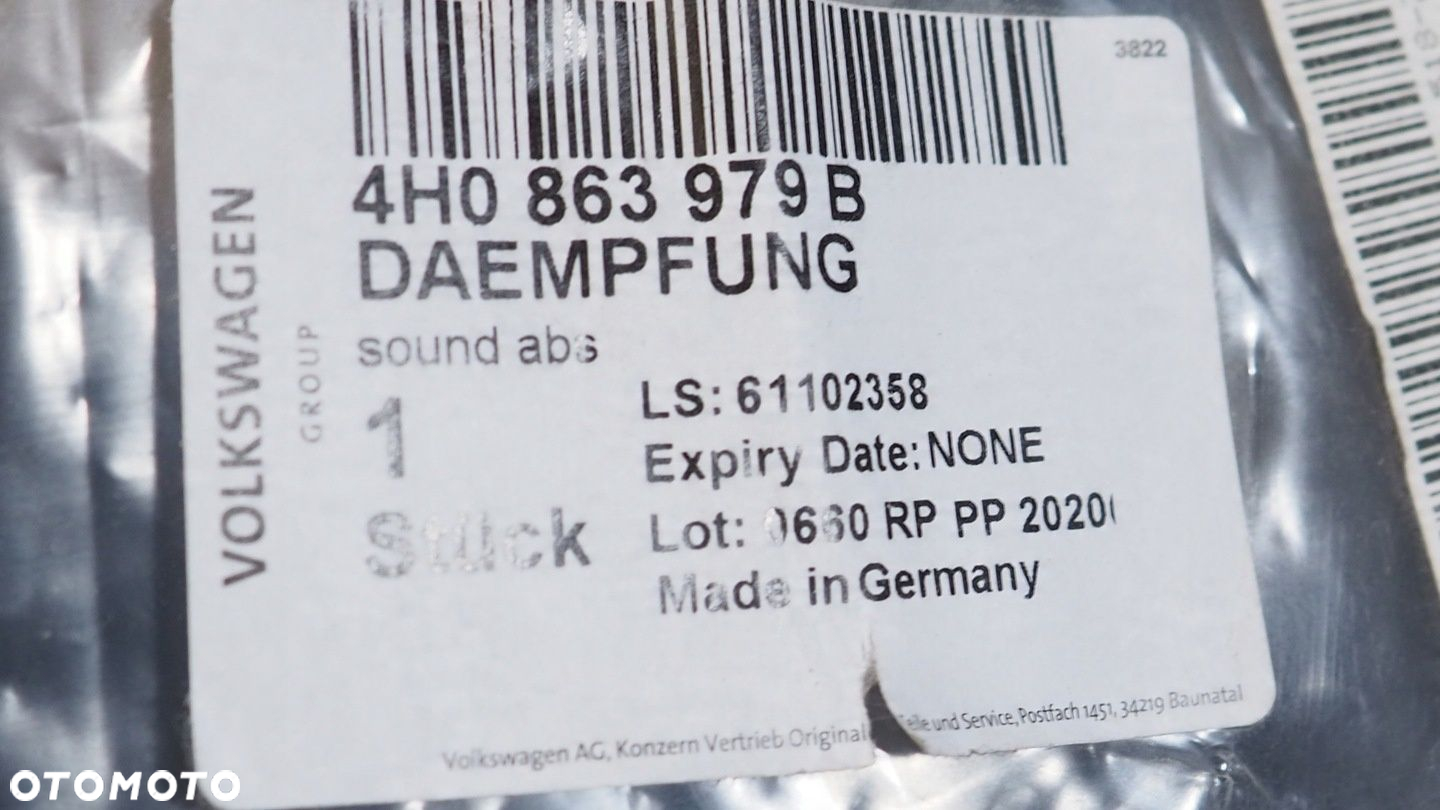 3822
4H0 863 979 B
DAEMPFUNG
sound abs
1
Stück
LS: 61102358
Expiry Date: NONE
Lot: 0660 RP PP 2020
Made in Germany
VOLKSWAGEN
GROUP
Volkswagen AG, Konzern Vertrieb Original und Service, Postfach 1451, 34219 Baunatal
OTOMOTO